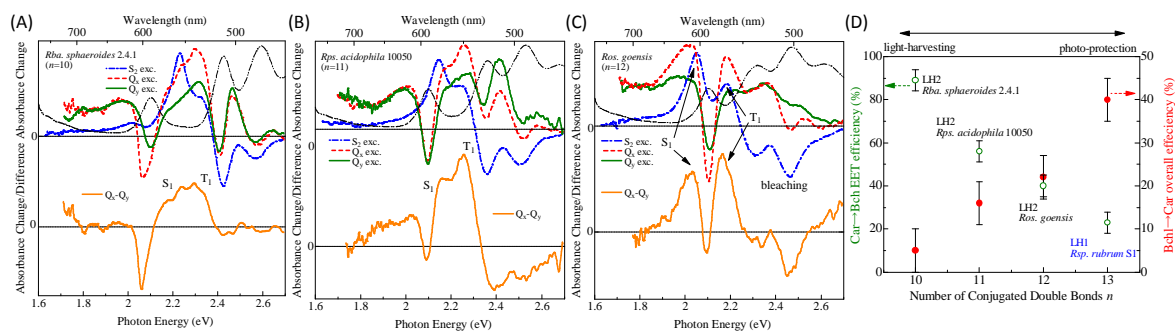 (A)
Wavelength (nm)
700
600
500
Absorbance Change/Difference Absorbance Change
Rba. sphaeroides 2.4.1
(n=10)
S2 exc.
Qx exc.
Qy exc.
0
S1
T1
Qx-Qy
0
1.6 1.8 2.0 2.2 2.4 2.6
Photon Energy (eV)
(B)
Wavelength (nm)
700
600
500
Absorbance Change/Difference Absorbance Change
Rps. acidophila 10050
(n=11)
0
S2 exc.
Qx exc.
Qy exc.
S1
T1
Qx-Qy
0
1.6 1.8 2.0 2.2 2.4 2.6
Photon Energy (eV)
(C)
Wavelength (nm)
700
600
500
Absorbance Change/Difference Absorbance Change
Ros. goensis
(n=12)
0
S2 exc.
Qx exc.
Qy exc.
S1
T1
bleaching
Qx-Qy
0
1.6 1.8 2.0 2.2 2.4 2.6
Photon Energy (eV)
(D)
light-harvesting
photo-protection
100
80
60
40
20
0
Car→Bch EET efficiency (%)
LH2
Rba. sphaeroides 2.4.1
LH2
Rps. acidophila 10050
LH2
Ros. goensis
LH1
Rsp. rubrum S1
50
40
30
20
10
0
Bchl→Car overall effeciency (%)
10 11 12 13
Number of Conjugated Double Bonds n